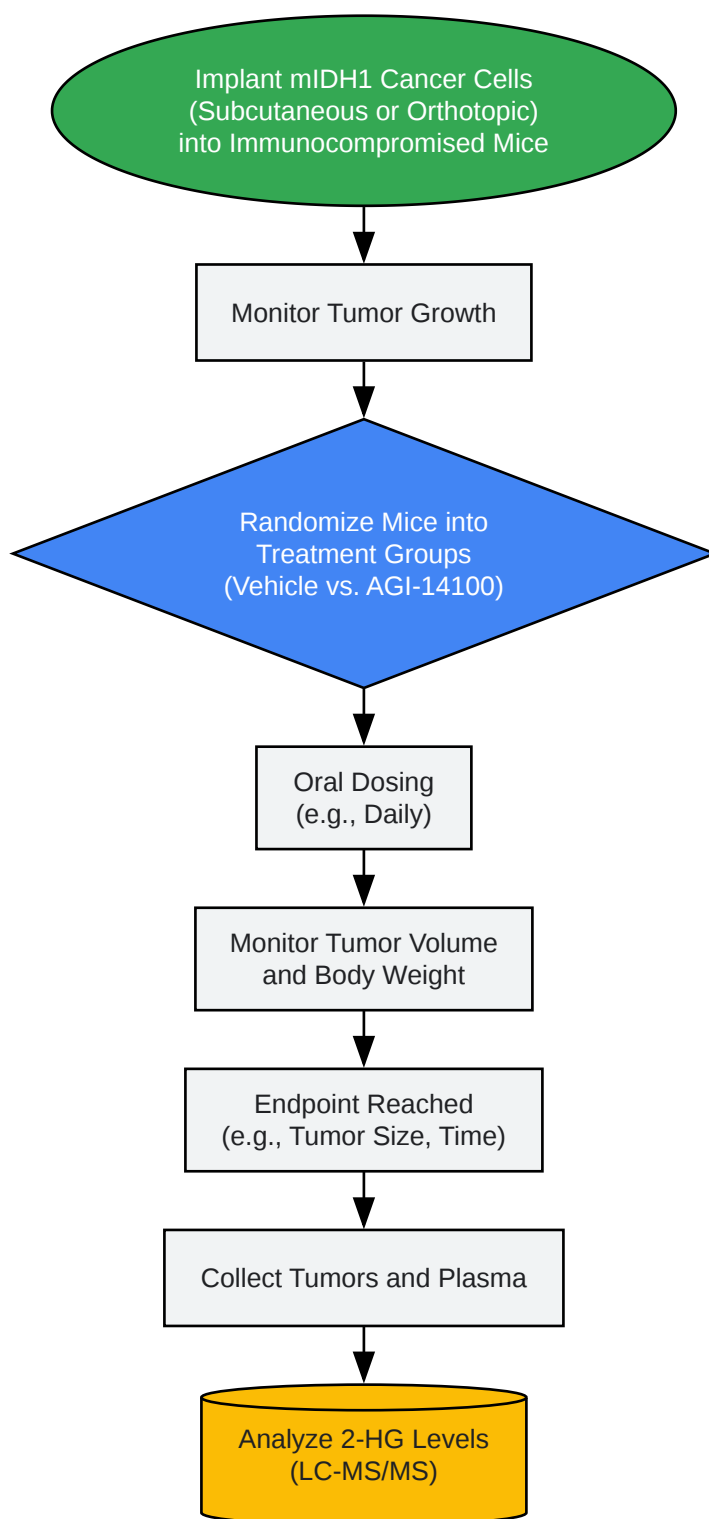 Implant mIDH1 Cancer Cells
(Subcutaneous or Orthotopic)
into Immunocompromised Mice
Monitor Tumor Growth
Randomize Mice into
Treatment Groups
(Vehicle vs. AGI-14100)
Oral Dosing
(e.g., Daily)
Monitor Tumor Volume
and Body Weight
Endpoint Reached
(e.g., Tumor Size, Time)
Collect Tumors and Plasma
Analyze 2-HG Levels
(LC-MS/MS)